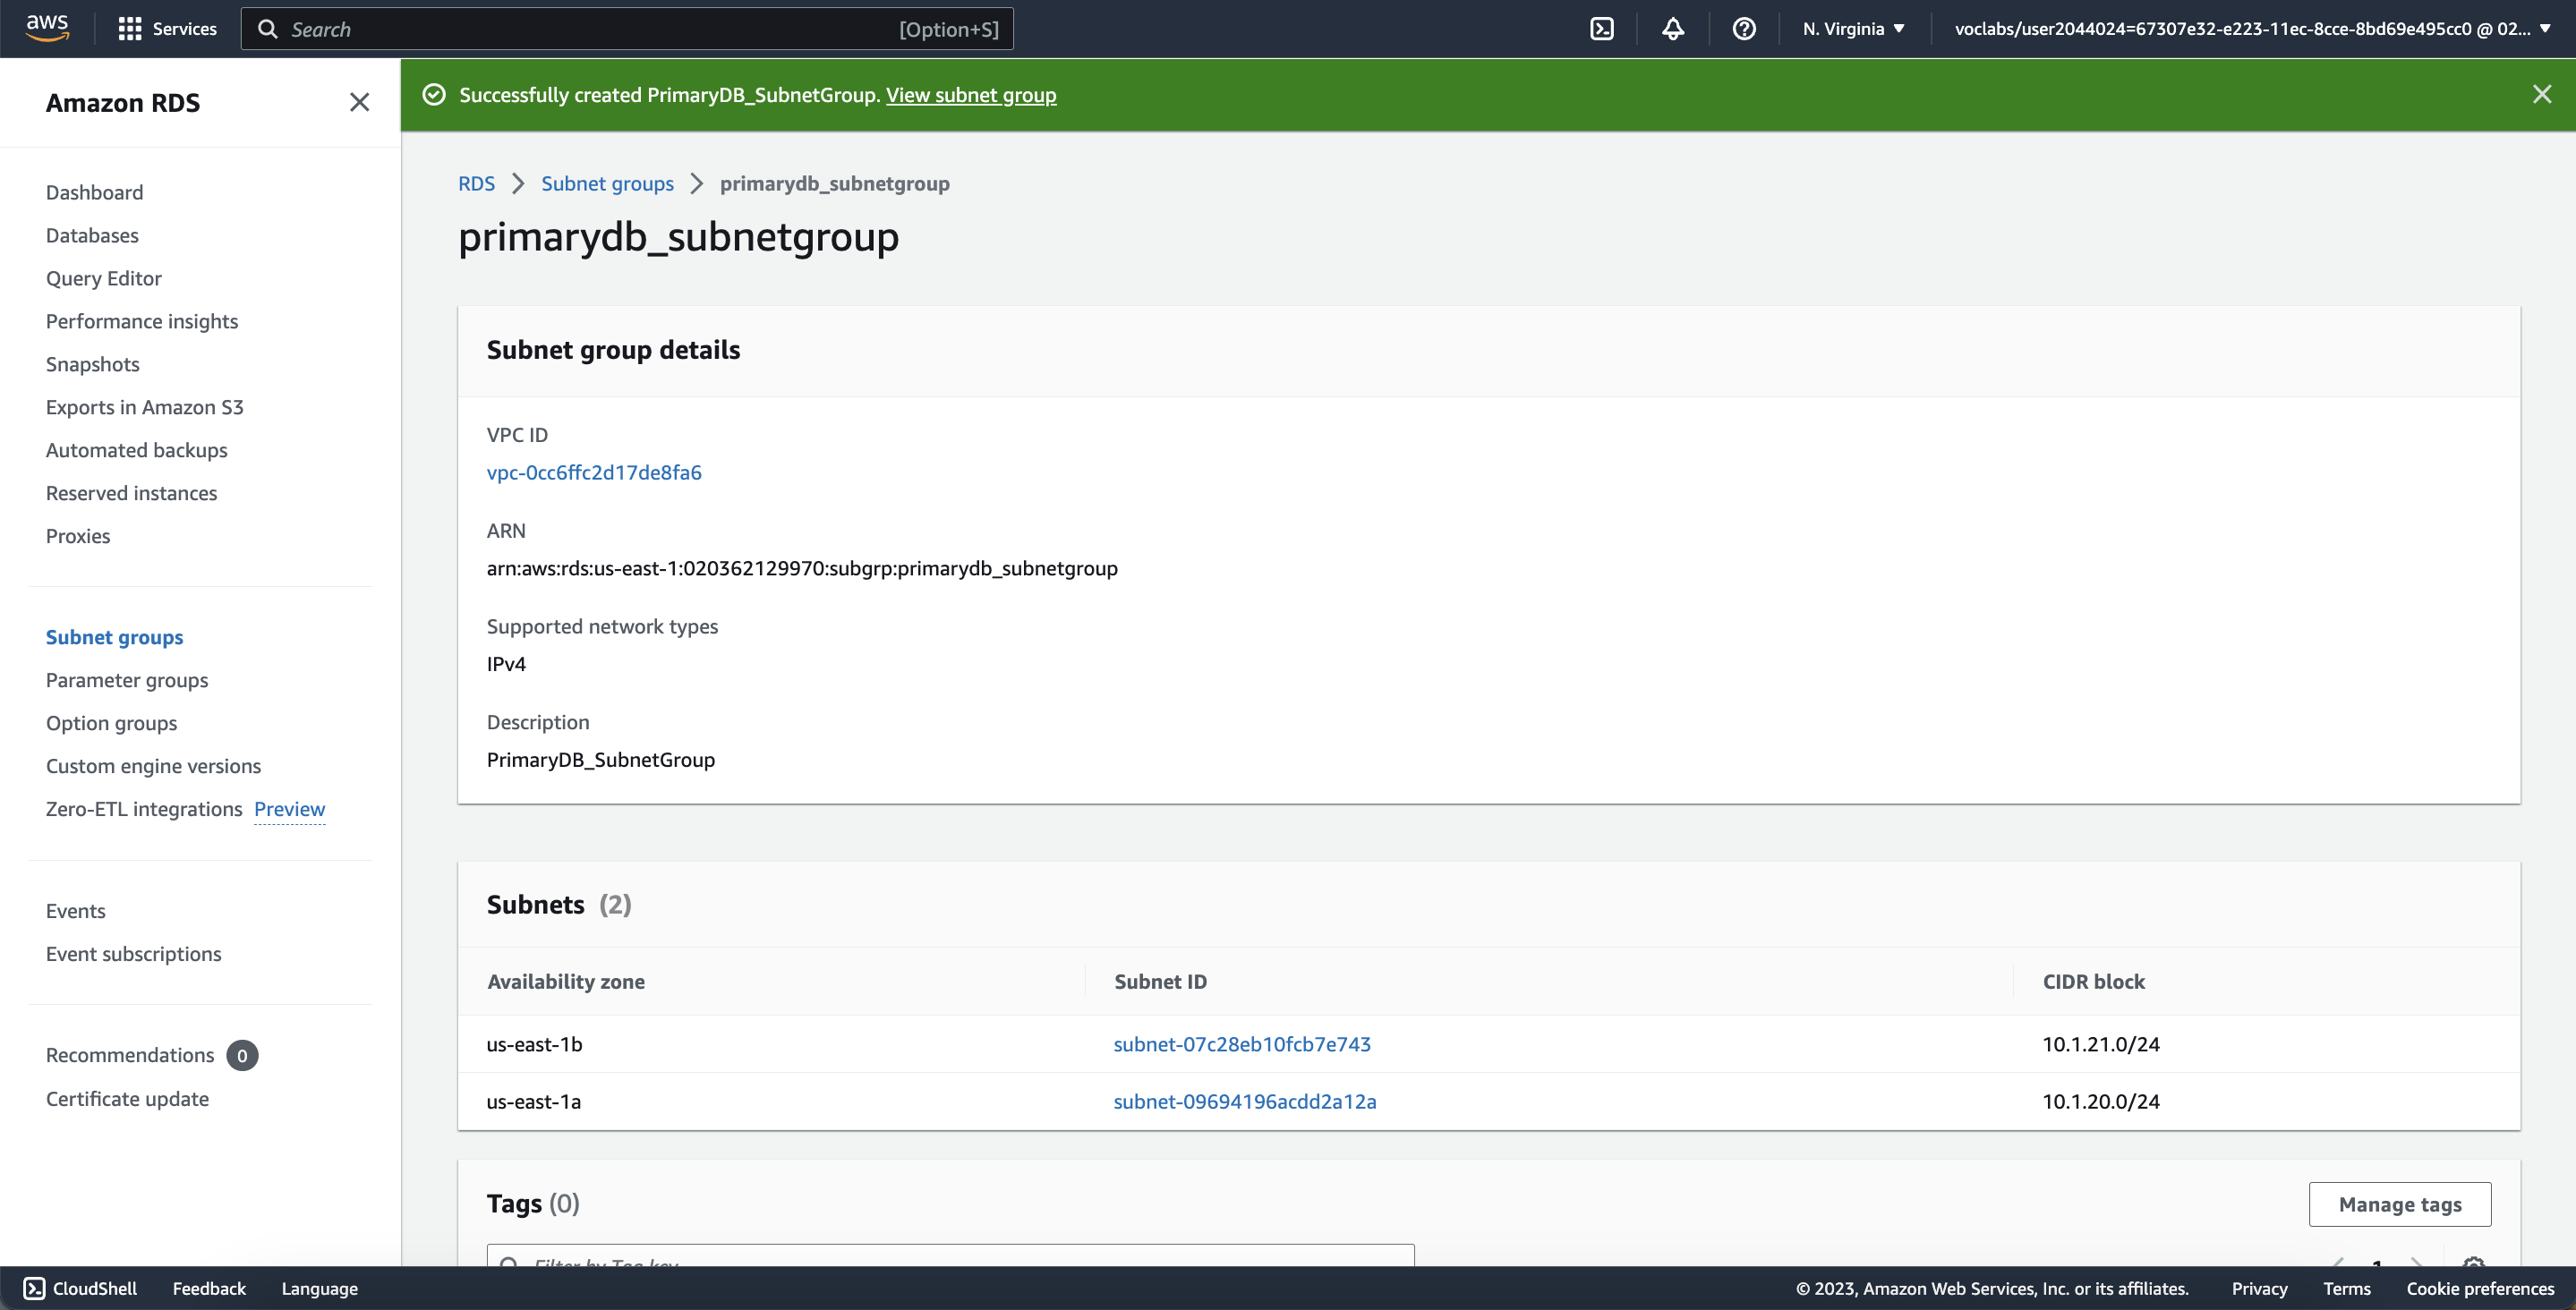 aws
Services
Search
[Option+S]
N. Virginia
voclabs/user2044024=67307e32-e223-11ec-8cce-8bd69e495cc0 @ 02...
Amazon RDS
Successfully created PrimaryDB_SubnetGroup. View subnet group
Dashboard
Databases
Query Editor
Performance insights
Snapshots
Exports in Amazon S3
Automated backups
Reserved instances
Proxies
Subnet groups
Parameter groups
Option groups
Custom engine versions
Zero-ETL integrations Preview
Events
Event subscriptions
Recommendations 0
Certificate update
RDS > Subnet groups > primarydb_subnetgroup
primarydb_subnetgroup
Subnet group details
VPC ID
vpc-0cc6ffc2d17de8fa6
ARN
arn:aws:rds:us-east-1:020362129970:subgrp:primarydb_subnetgroup
Supported network types
IPv4
Description
PrimaryDB_SubnetGroup
Subnets (2)
Availability zone Subnet ID CIDR block
us-east-1b subnet-07c28eb10fcb7e743 10.1.21.0/24
us-east-1a subnet-09694196acdd2a12a 10.1.20.0/24
Tags (0)
Manage tags
Filter by Tag key
1
CloudShell Feedback Language
© 2023, Amazon Web Services, Inc. or its affiliates. Privacy Terms Cookie preferences